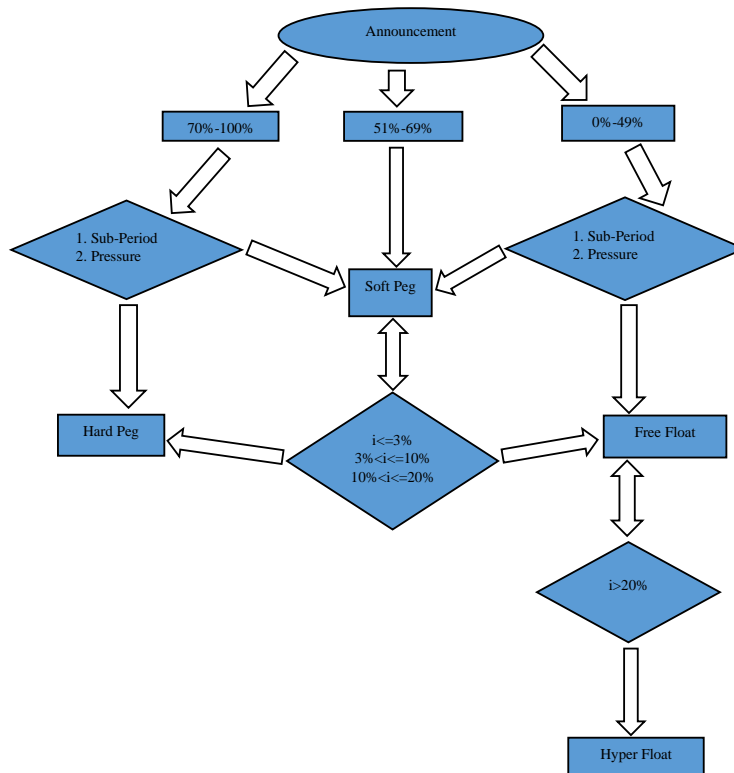 Announcement
70%-100%
51%-69%
0%-49%
1. Sub-Period
2. Pressure
1. Sub-Period
2. Pressure
Soft Peg
Hard Peg
i<=3%
3%<i<=10%
10%<i<=20%
Free Float
i>20%
Hyper Float